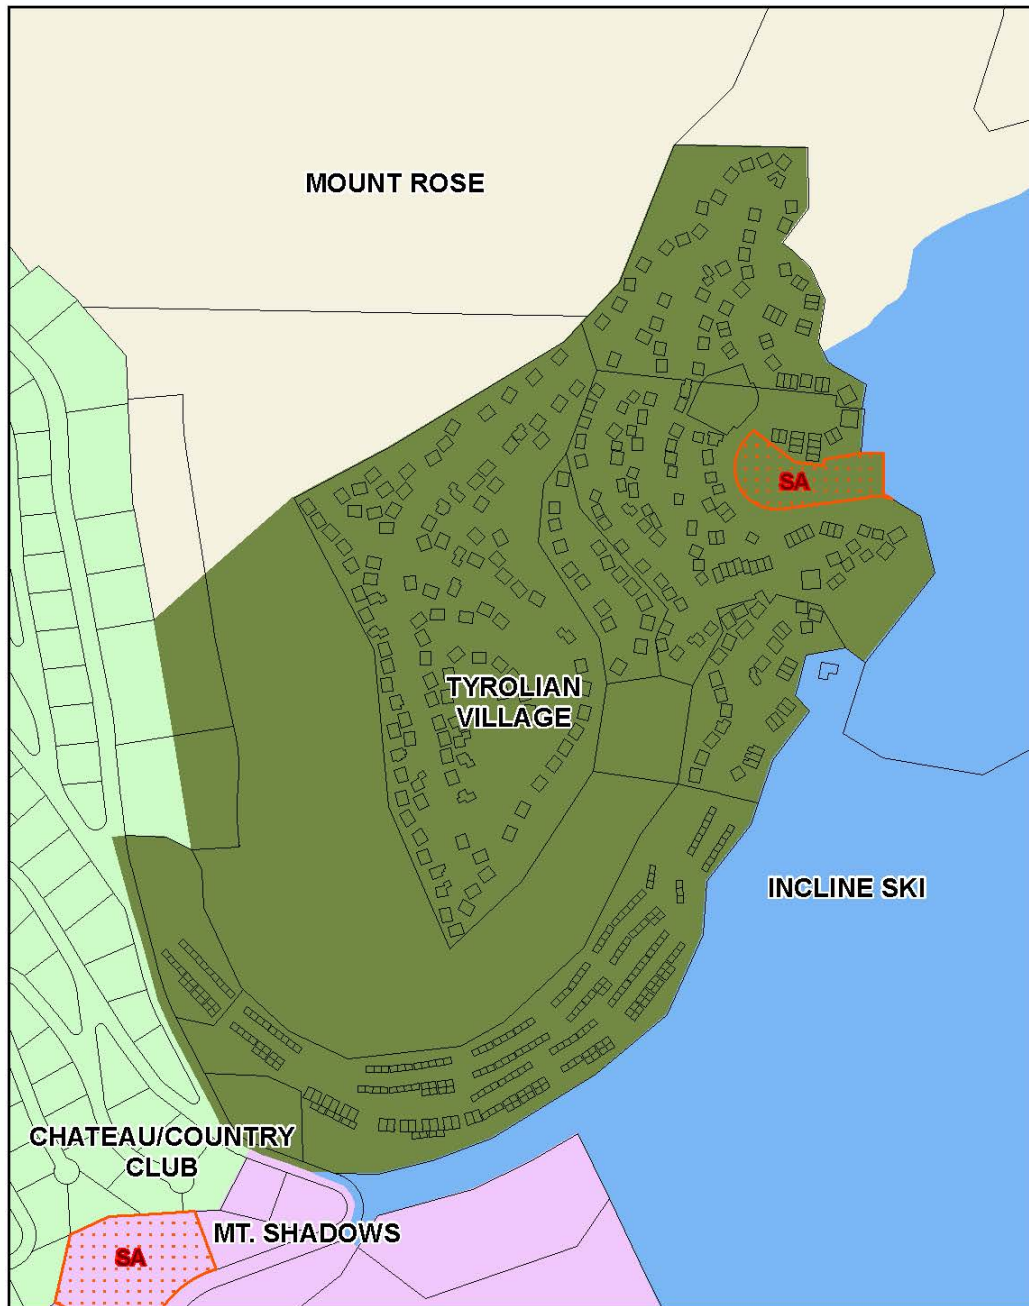 MOUNT ROSE
SA
TYROLIAN
VILLAGE
INCLINE SKI
CHATEAU/COUNTRY
CLUB
MT. SHADOWS
SA